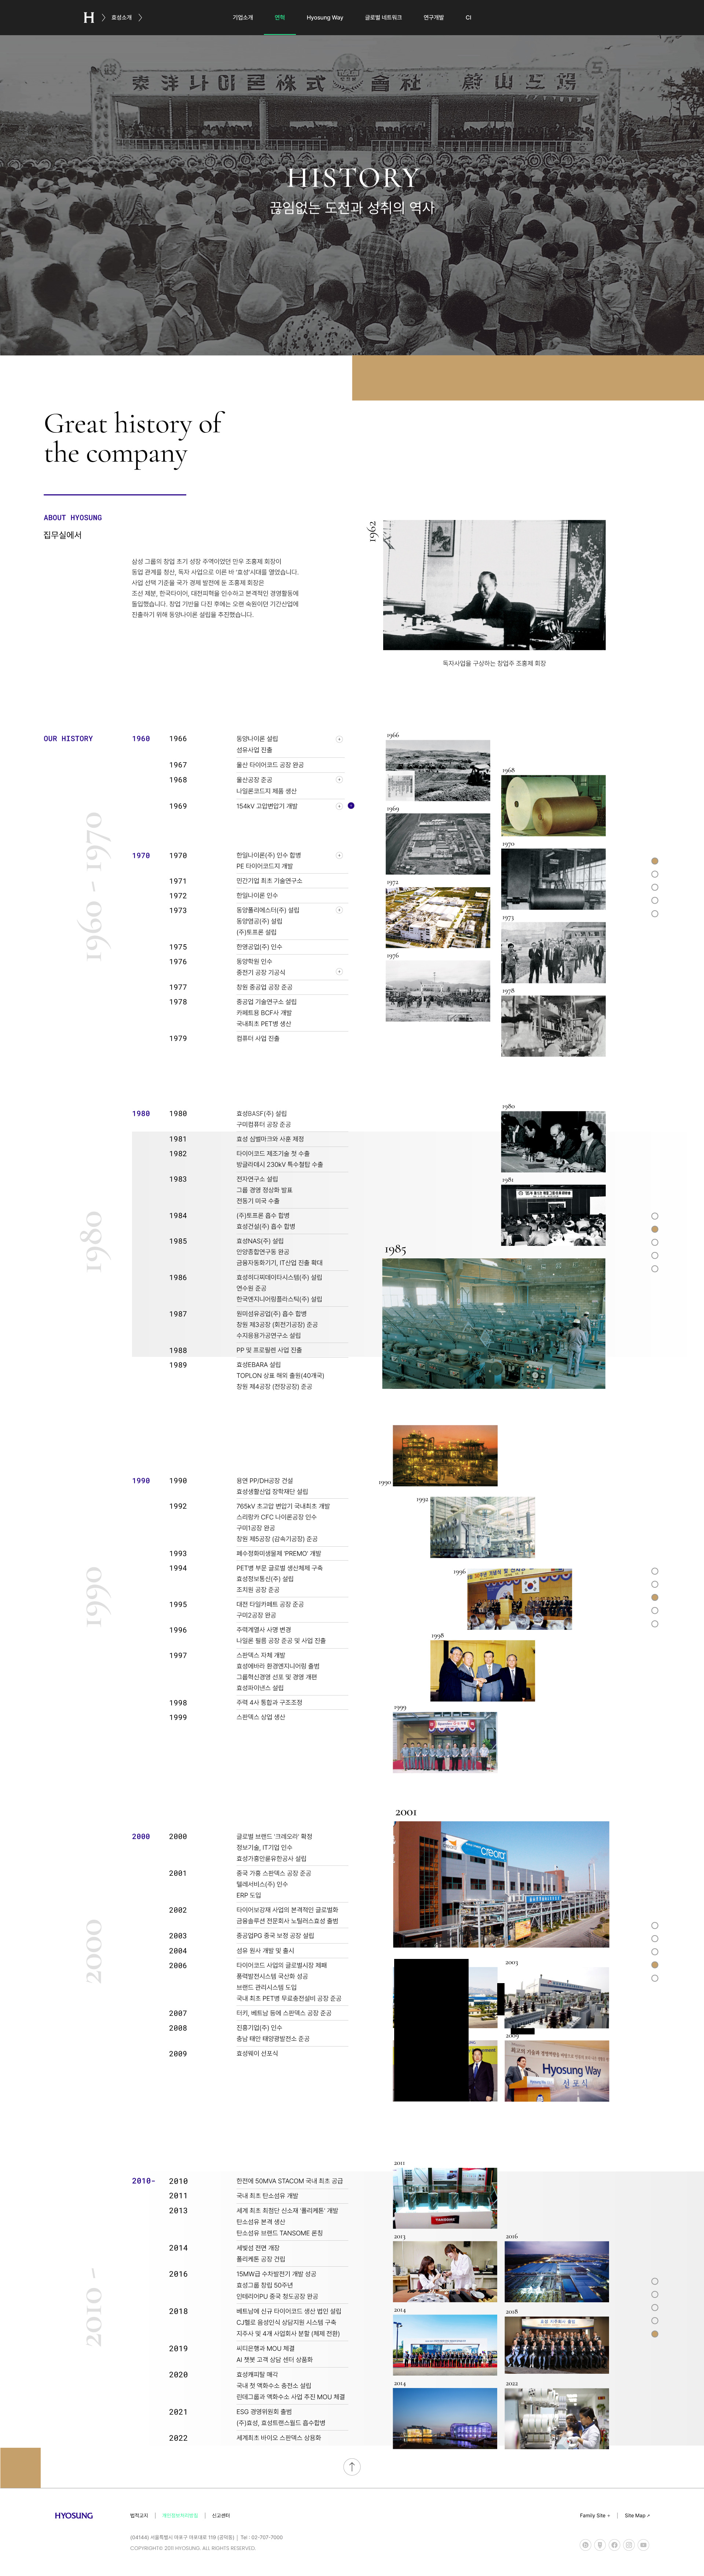 H 효성소개 기업소개 연혁 Hyosung Way 글로벌 네트워크 연구개발 CI
泰洋나이론株式會社蔚山工場
HISTORY
끊임없는 도전과 성취의 역사
Great history of
the company
ABOUT HYOSUNG
집무실에서
삼성 그룹의 창업 초기 성장 주역이었던 만우 조홍제 회장이
동업 관계를 청산, 독자 사업으로 이른 바 '효성'시대를 열었습니다.
사업 선택 기준을 국가 경제 발전에 둔 조홍제 회장은
조선 제분, 한국타이어, 대전피혁을 인수하고 본격적인 경영활동에
돌입했습니다. 창업 기반을 다진 후에는 오랜 숙원이던 기간산업에
진출하기 위해 동양나이론 설립을 추진했습니다.
1962
독자사업을 구상하는 창업주 조홍제 회장
OUR HISTORY
1960 - 1970
1960
1966 동양나이론 설립
섬유사업 진출
1967 울산 타이어코드 공장 완공
1968 울산공장 준공
나일론코드지 제품 생산
1969 154kV 고압변압기 개발
1970
1970 한일나이론(주) 인수 합병
PE 타이어코드지 개발
1971 민간기업 최초 기술연구소
1972 한일나이론 인수
1973 동양폴리에스터(주) 설립
동양염공(주) 설립
(주)토프론 설립
1975 한영공업(주) 인수
1976 동양학원 인수
중전기 공장 기공식
1977 창원 중공업 공장 준공
1978 중공업 기술연구소 설립
카페트용 BCF사 개발
국내최초 PET병 생산
1979 컴퓨터 사업 진출
1966
1968
1969
1970
1972
1973
1976
1978
1980
1980
1980 효성BASF(주) 설립
구미컴퓨터 공장 준공
1981 효성 심벌마크와 사훈 제정
1982 타이어코드 제조기술 첫 수출
방글라데시 230kV 특수철탑 수출
1983 전자연구소 설립
그룹 경영 정상화 발표
전동기 미국 수출
1984 (주)토프론 흡수 합병
효성건설(주) 흡수 합병
1985 효성NAS(주) 설립
안양종합연구동 완공
금융자동화기기, IT산업 진출 확대
1986 효성히다찌데이타시스템(주) 설립
연수원 준공
한국엔지니어링플라스틱(주) 설립
1987 원미섬유공업(주) 흡수 합병
창원 제3공장 (회전기공장) 준공
수지응용가공연구소 설립
1988 PP 및 프로필렌 사업 진출
1989 효성EBARA 설립
TOPLON 상표 해외 출원(40개국)
창원 제4공장 (전장공장) 준공
1980
1981
1985
1990
1990
1990 용연 PP/DH공장 건설
효성생활산업 장학재단 설립
1992 765kV 초고압 변압기 국내최초 개발
스리랑카 CFC 나이론공장 인수
구미1공장 완공
창원 제5공장 (감속기공장) 준공
1993 폐수정화미생물제 'PREMO' 개발
1994 PET병 부문 글로벌 생산체제 구축
효성정보통신(주) 설립
조치원 공장 준공
1995 대전 타일카페트 공장 준공
구미2공장 완공
1996 주력계열사 사명 변경
나일론 필름 공장 준공 및 사업 진출
1997 스판덱스 자체 개발
효성에바라 환경엔지니어링 출범
그룹혁신경영 선포 및 경영 개편
효성파이낸스 설립
1998 주력 4사 통합과 구조조정
1999 스판덱스 상업 생산
1990
1992
1996
1998
1999
2000
2000
2000 글로벌 브랜드 '크레오라' 확정
정보기술, IT기업 인수
효성가흥안륜유한공사 설립
2001 중국 가흥 스판덱스 공장 준공
텔레서비스(주) 인수
ERP 도입
2002 타이어보강재 사업의 본격적인 글로벌화
금융솔루션 전문회사 노틸러스효성 출범
2003 중공업PG 중국 보정 공장 설립
2004 섬유 원사 개발 및 출시
2006 타이어코드 사업의 글로벌시장 제패
풍력발전시스템 국산화 성공
브랜드 관리시스템 도입
국내 최초 PET병 무료충전설비 공장 준공
2007 터키, 베트남 등에 스판덱스 공장 준공
2008 진흥기업(주) 인수
충남 태안 태양광발전소 준공
2009 효성웨이 선포식
2001
creora
2003
2009
Hyosung Way
선포식
2010 -
2010-
2010 한전에 50MVA STACOM 국내 최초 공급
2011 국내 최초 탄소섬유 개발
2013 세계 최초 최첨단 신소재 '폴리케톤' 개발
탄소섬유 본격 생산
탄소섬유 브랜드 TANSOME 론칭
2014 세빛섬 전면 개장
폴리케톤 공장 건립
2016 15MW급 수차발전기 개발 성공
효성그룹 창립 50주년
인테리어PU 중국 청도공장 완공
2018 베트남에 신규 타이어코드 생산 법인 설립
CJ헬로 음성인식 상담지원 시스템 구축
지주사 및 4개 사업회사 분할 (체제 전환)
2019 씨티은행과 MOU 체결
AI 챗봇 고객 상담 센터 상품화
2020 효성캐피탈 매각
국내 첫 액화수소 충전소 설립
린데그룹과 액화수소 사업 추진 MOU 체결
2021 ESG 경영위원회 출범
(주)효성, 효성트랜스월드 흡수합병
2022 세계최초 바이오 스판덱스 상용화
2011
2013
2016
2014
2018
2014
2022
HYOSUNG 법적고지 개인정보처리방침 신고센터 Family Site + Site Map
(04144) 서울특별시 마포구 마포대로 119 (공덕동) | Tel : 02-707-7000
COPYRIGHT© 2011 HYOSUNG. ALL RIGHTS RESERVED.